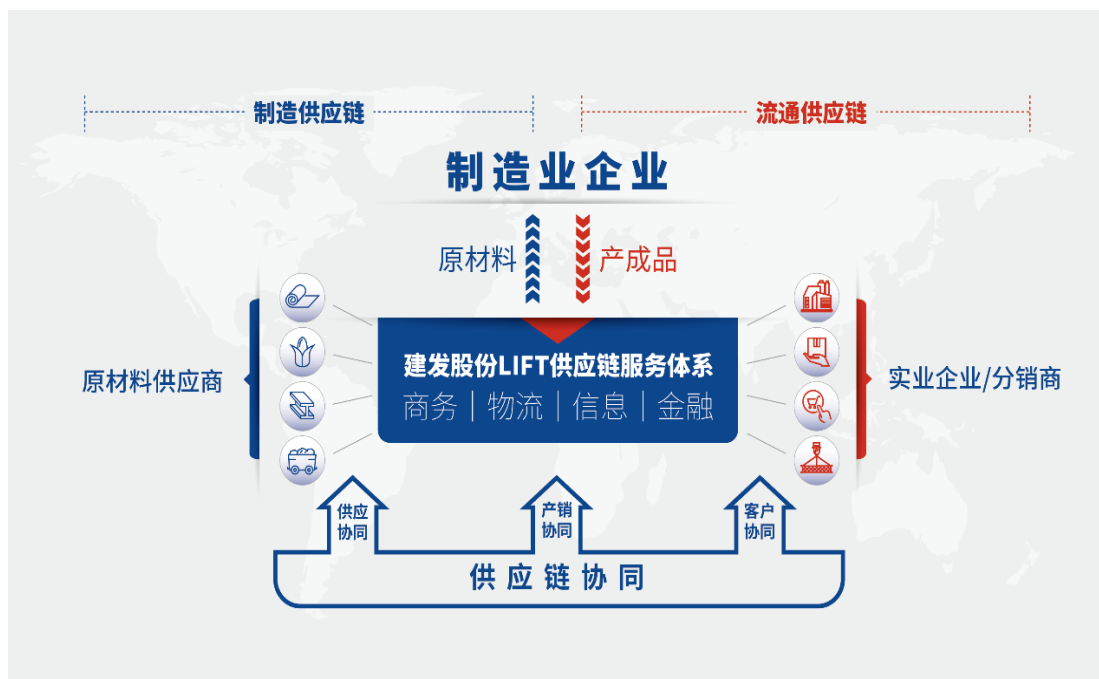 制造供应链
流通供应链
制造业企业
原材料
产成品
建发股份LIFT供应链服务体系
商务｜物流｜信息｜金融
原材料供应商
实业企业/分销商
供应
协同
产销
协同
客户
协同
供应链协同